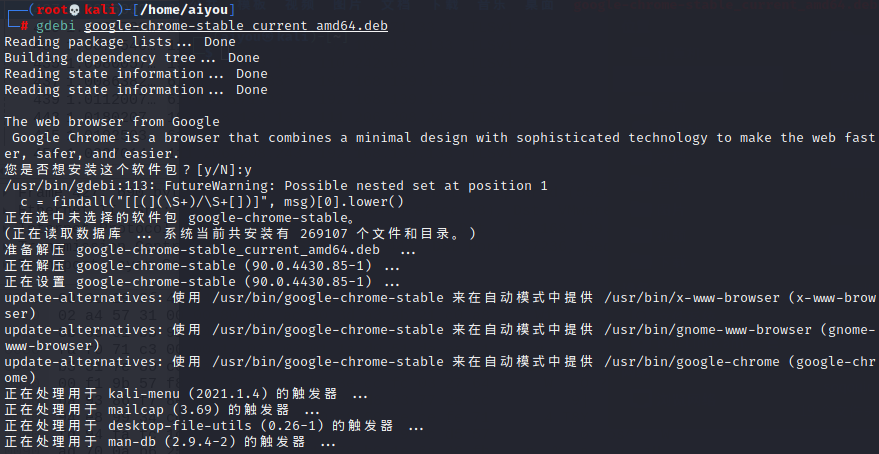 (root💀kali)-[/home/aiyou]
# gdebi google-chrome-stable_current_amd64.deb
Reading package lists... Done
Building dependency tree... Done
Reading state information... Done
Reading state information... Done
The web browser from Google
Google Chrome is a browser that combines a minimal design with sophisticated technology to make the web fast
er, safer, and easier.
您是否想安装这个软件包？[y/N]:y
/usr/bin/gdebi:113: FutureWarning: Possible nested set at position 1
c = findall("[[(](\S+)/\S+[])]", msg)[0].lower()
正在选中未选择的软件包 google-chrome-stable。
(正在读取数据库 ... 系统当前共安装有 269107 个文件和目录。)
准备解压 google-chrome-stable_current_amd64.deb ...
正在解压 google-chrome-stable (90.0.4430.85-1) ...
正在设置 google-chrome-stable (90.0.4430.85-1) ...
update-alternatives: 使用 /usr/bin/google-chrome-stable 来在自动模式中提供 /usr/bin/x-www-browser (x-www-brow
ser)
update-alternatives: 使用 /usr/bin/google-chrome-stable 来在自动模式中提供 /usr/bin/gnome-www-browser (gnome-
www-browser)
update-alternatives: 使用 /usr/bin/google-chrome-stable 来在自动模式中提供 /usr/bin/google-chrome (google-chr
ome)
正在处理用于 kali-menu (2021.1.4) 的触发器 ...
正在处理用于 mailcap (3.69) 的触发器 ...
正在处理用于 desktop-file-utils (0.26-1) 的触发器 ...
正在处理用于 man-db (2.9.4-2) 的触发器 ...